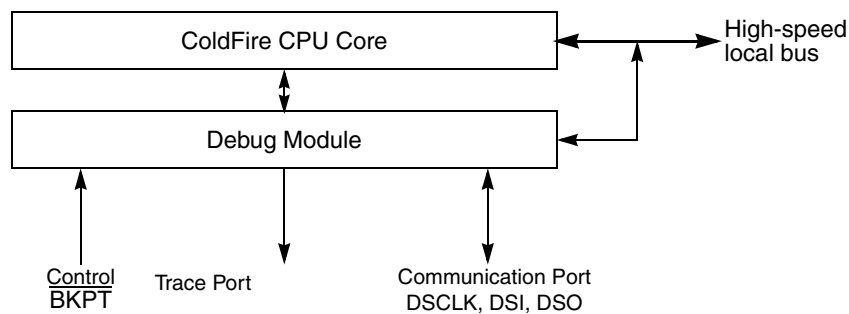 ColdFire CPU Core
High-speed
local bus
Debug Module
Control
BKPT
Trace Port
Communication Port
DSCLK, DSI, DSO